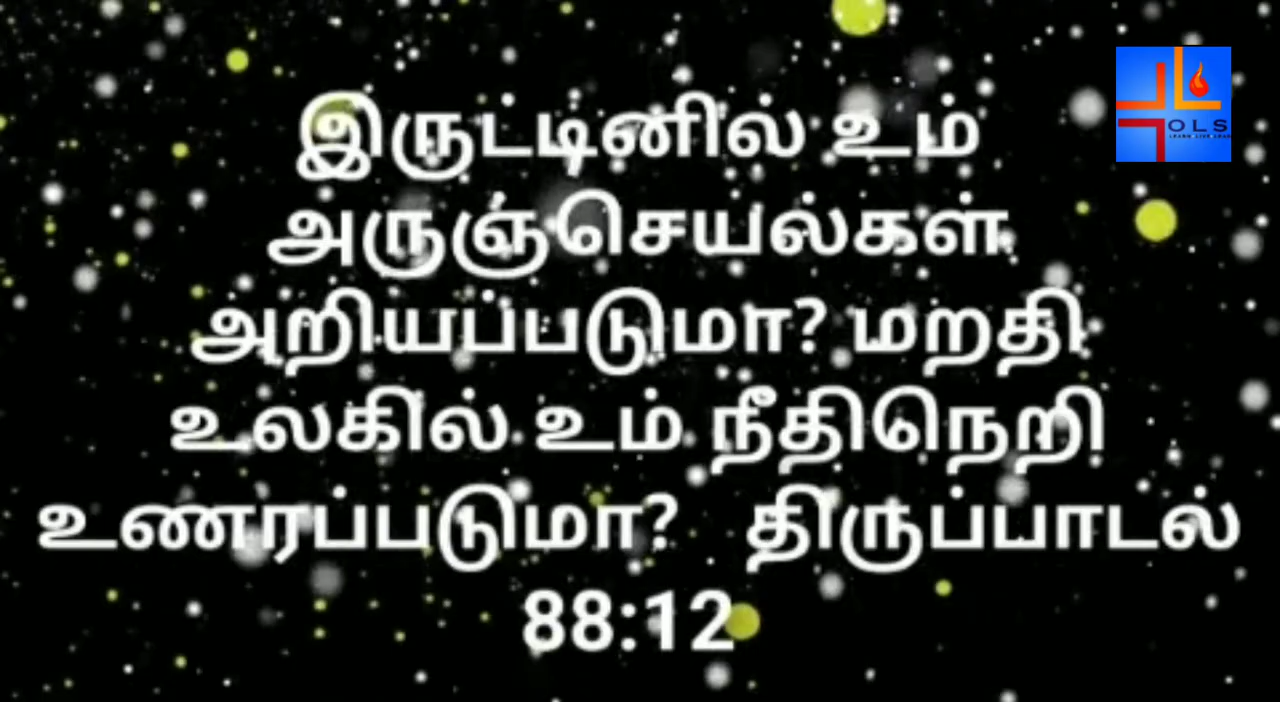 இருட்டினில் உம்
அருஞ்செயல்கள்
அறியப்படுமா? மறதி
உலகில் உம் நீதிநெறி
உணரப்படுமா? திருப்பாடல்
88:12
OLS